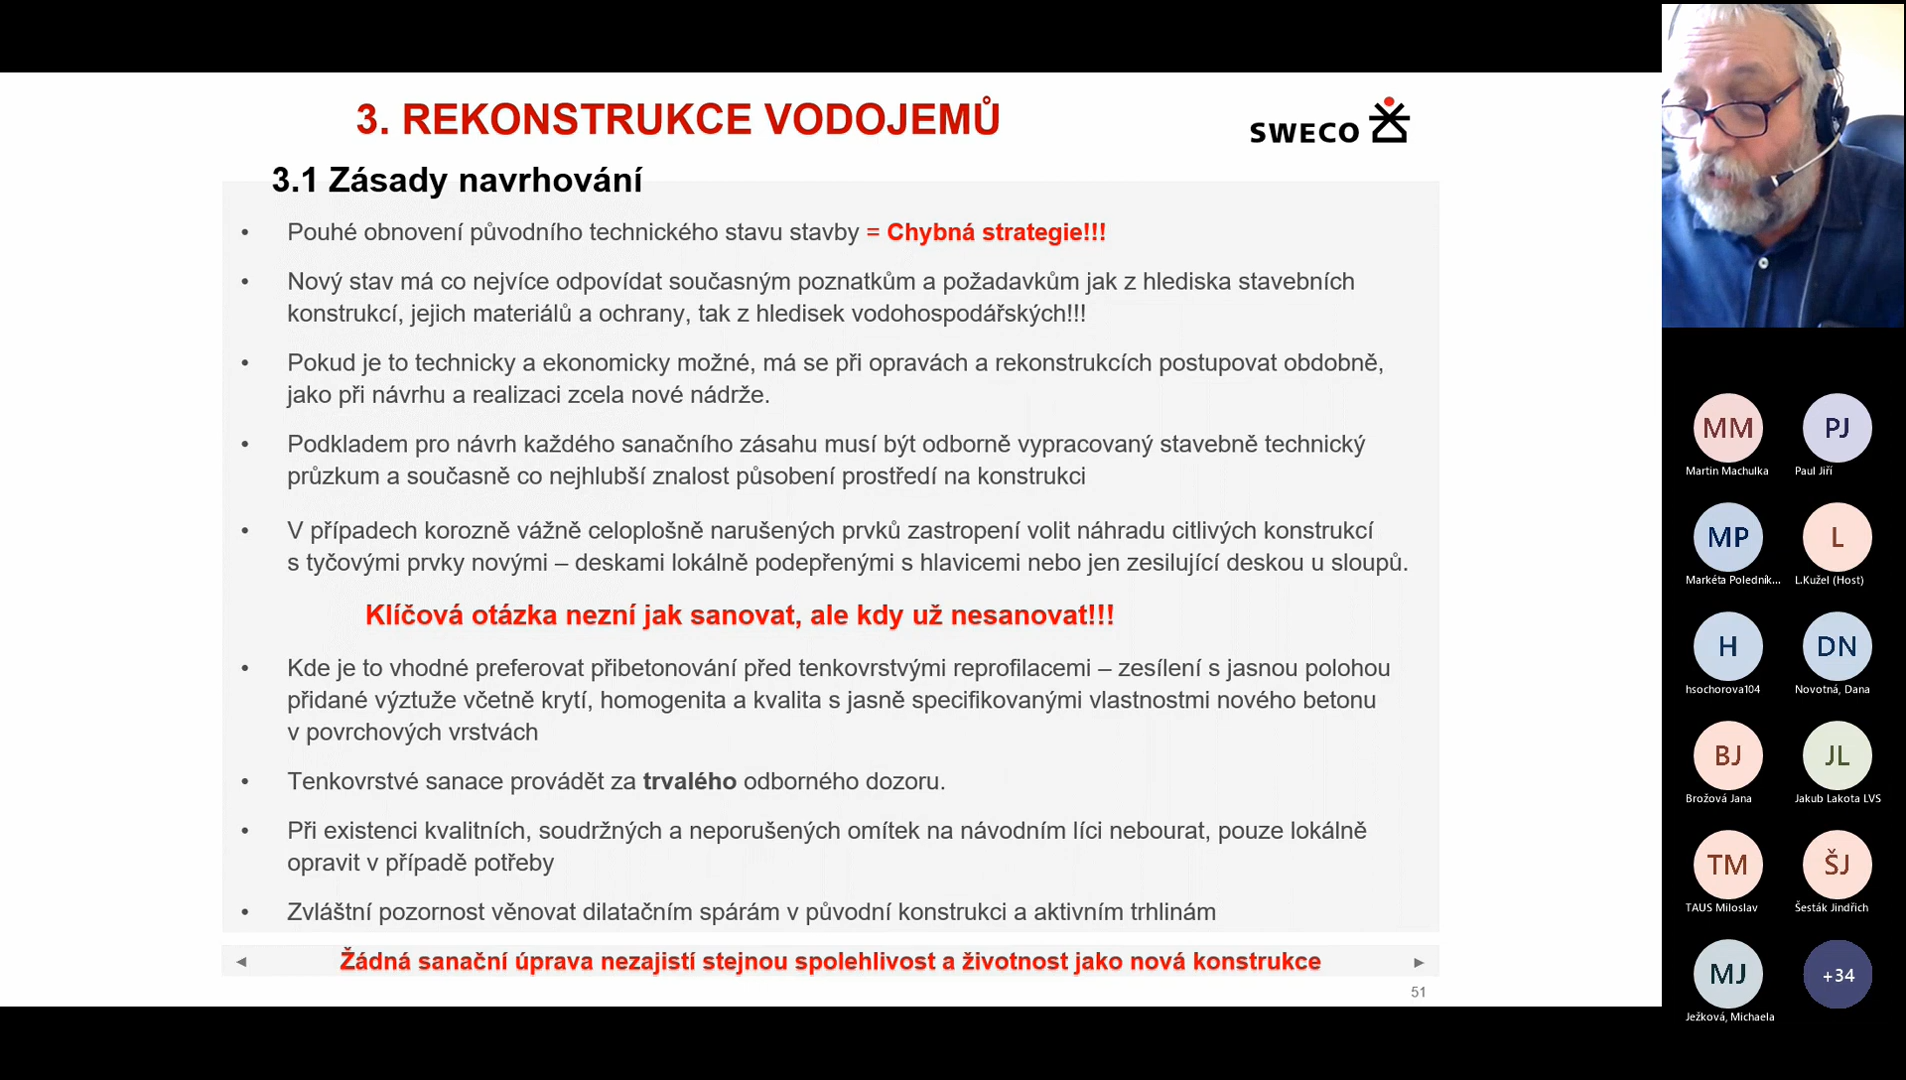 3. REKONSTRUKCE VODOJEMŮ
SWECO
3.1 Zásady navrhování
• Pouhé obnovení původního technického stavu stavby = Chybná strategie!!!
• Nový stav má co nejvíce odpovídat současným poznatkům a požadavkům jak z hlediska stavebních
konstrukcí, jejich materiálů a ochrany, tak z hledisek vodohospodářských!!!
• Pokud je to technicky a ekonomicky možné, má se při opravách a rekonstrukcích postupovat obdobně,
jako při návrhu a realizaci zcela nové nádrže.
• Podkladem pro návrh každého sanačního zásahu musí být odborně vypracovaný stavebně technický
průzkum a současně co nejhlubší znalost působení prostředí na konstrukci
• V případech korozně vážně celoplošně narušených prvků zastropení volit náhradu citlivých konstrukcí
s tyčovými prvky novými – deskami lokálně podepřenými s hlavicemi nebo jen zesilující deskou u sloupů.
Klíčová otázka nezní jak sanovat, ale kdy už nesanovat!!!
• Kde je to vhodné preferovat přibetonování před tenkovrstvými reprofilacemi – zesílení s jasnou polohou
přidané výztuže včetně krytí, homogenita a kvalita s jasně specifikovanými vlastnostmi nového betonu
v povrchových vrstvách
• Tenkovrstvé sanace provádět za trvalého odborného dozoru.
• Při existenci kvalitních, soudržných a neporušených omítek na návodním líci nebourat, pouze lokálně
opravit v případě potřeby
• Zvláštní pozornost věnovat dilatačním spárám v původní konstrukci a aktivním trhlinám
Žádná sanační úprava nezajistí stejnou spolehlivost a životnost jako nová konstrukce
51
MM PJ
Martin Machulka Paul Jiří
MP L
Markéta Poledník... L.Kužel (Host)
H DN
hsochorova104 Novotná, Dana
BJ JL
Brožová Jana Jakub Lakota LVS
TM ŠJ
TAUS Miloslav Šesták Jindřich
MJ +34
Ježková, Michaela